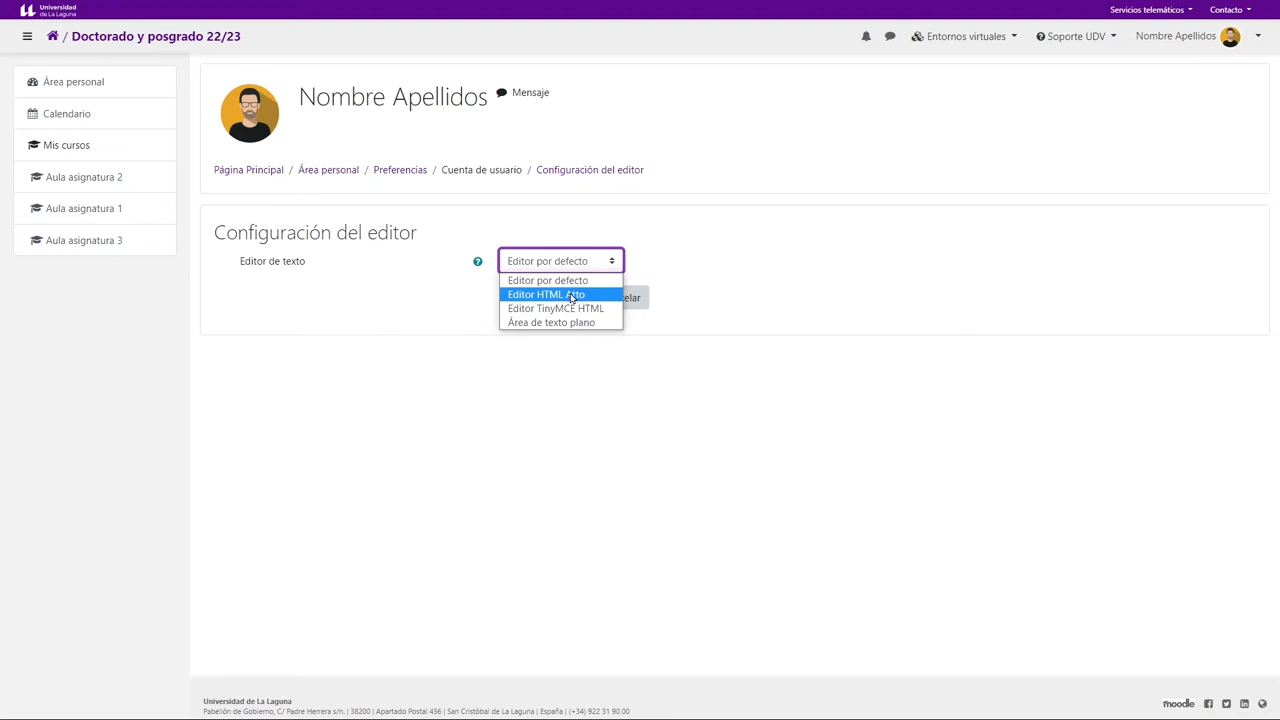 Universidad
de La Laguna
Servicios telemáticos
Contacto
/ Doctorado y posgrado 22/23
Entornos virtuales
Soporte UDV
Nombre Apellidos
Área personal
Calendario
Mis cursos
Aula asignatura 2
Aula asignatura 1
Aula asignatura 3
Nombre Apellidos
Mensaje
Página Principal / Área personal / Preferencias / Cuenta de usuario / Configuración del editor
Configuración del editor
Editor de texto
Editor por defecto
Editor por defecto
Editor HTML Atto
Editor TinyMCE HTML
Área de texto plano
elar
Universidad de La Laguna
Pabellón de Gobierno, C/ Padre Herrera s/n. | 38200 | Apartado Postal 456 | San Cristóbal de La Laguna | España | (+34) 922 31 90 00
moodle